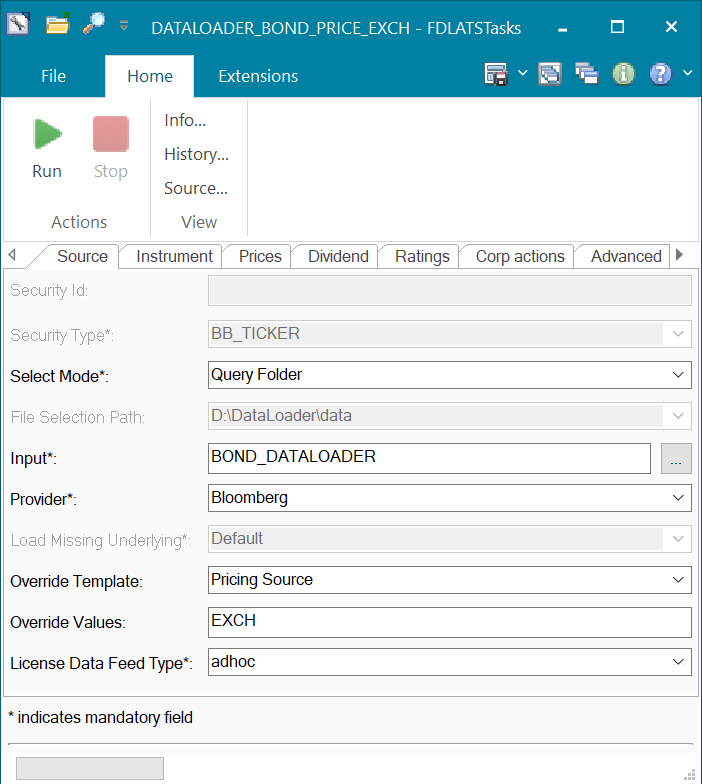 DATALOADER_BOND_PRICE_EXCH - FDLATSTasks
File Home Extensions
Info...
History...
Run Stop
Source...
Actions View
Source Instrument Prices Dividend Ratings Corp actions Advanced
Security Id:
Security Type*: BB_TICKER
Select Mode*: Query Folder
File Selection Path: D:\DataLoader\data
Input*: BOND_DATALOADER ...
Provider*: Bloomberg
Load Missing Underlying*: Default
Override Template: Pricing Source
Override Values: EXCH
License Data Feed Type*: adhoc
* indicates mandatory field